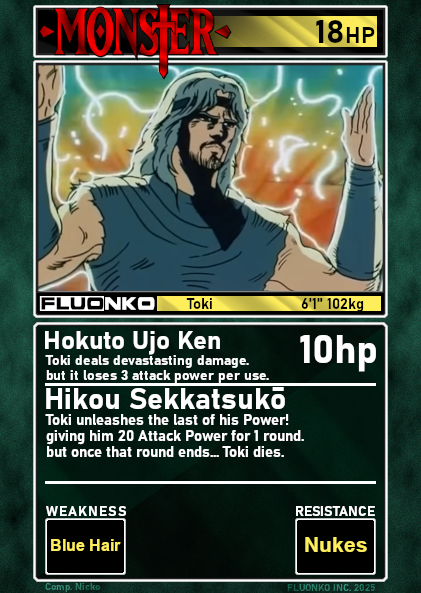 MONSTER
18HP
FLUONKO Toki 6'1" 102kg
Hokuto Ujo Ken
10hp
Toki deals devastasting damage.
but it loses 3 attack power per use.
Hikou Sekkatsukō
Toki unleashes the last of his Power!
giving him 20 Attack Power for 1 round.
but once that round ends... Toki dies.
WEAKNESS
RESISTANCE
Blue Hair
Nukes
Comp. Nicko
FLUONKO INC. 2025